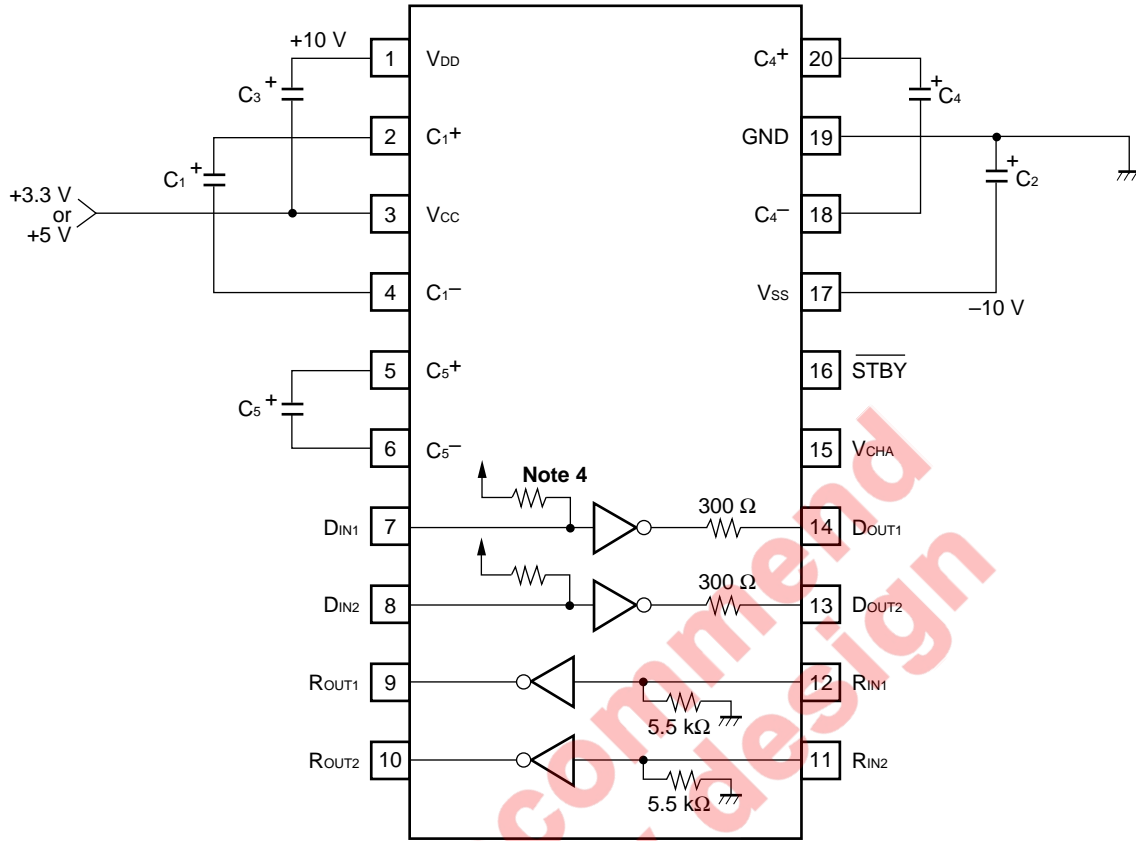 +10 V
1 VDD
C4+ 20
C3 +
+ C4
2 C1+
GND 19
C1 +
+ C2
+3.3 V
or
+5 V
3 VCC
C4– 18
4 C1–
VSS 17
–10 V
5 C5+
16 STBY
C5 +
6 C5–
15 VCHA
Note 4
300 Ω
DIN1 7
14 DOUT1
300 Ω
DIN2 8
13 DOUT2
ROUT1 9
12 RIN1
5.5 kΩ
ROUT2 10
11 RIN2
5.5 kΩ
commend
design